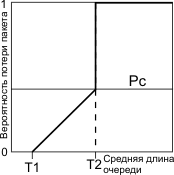 1
Вероятность потери пакета
Pc
0
T1
T2
Средняя длина
очереди